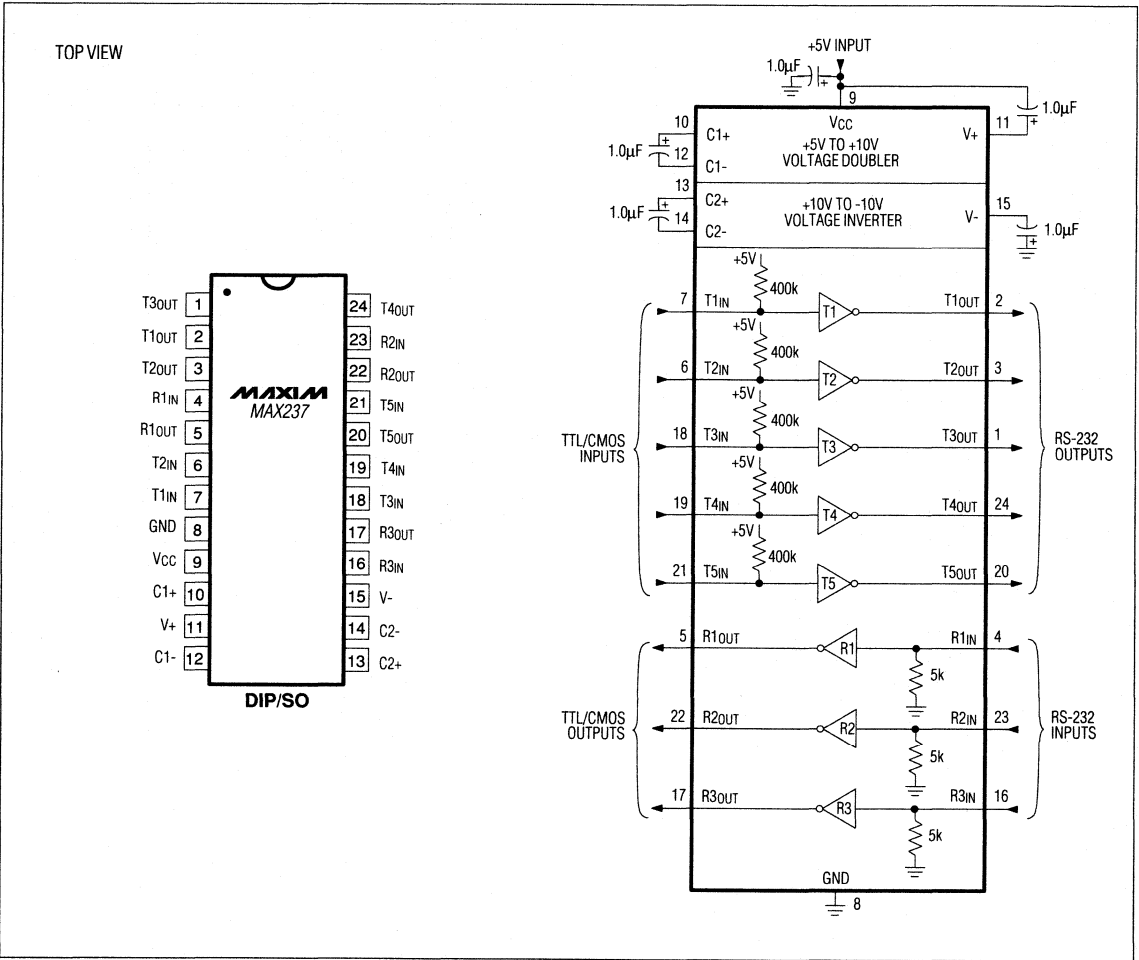 TOP VIEW
T3OUT 1
T1OUT 2
T2OUT 3
R1IN 4
R1OUT 5
T2IN 6
T1IN 7
GND 8
VCC 9
C1+ 10
V+ 11
C1- 12
MAXIM
MAX237
24 T4OUT
23 R2IN
22 R2OUT
21 T5IN
20 T5OUT
19 T4IN
18 T3IN
17 R3OUT
16 R3IN
15 V-
14 C2-
13 C2+
DIP/SO
+5V INPUT
1.0µF
+
9
1.0µF
+
10 C1+
1.0µF + 12
C1-
VCC
+5V TO +10V
VOLTAGE DOUBLER
V+ 11
13
C2+
1.0µF + 14
C2-
+10V TO -10V
VOLTAGE INVERTER
V- 15
1.0µF
+
+5V
400k
7 T1IN T1 T1OUT 2
+5V
400k
6 T2IN T2 T2OUT 3
+5V
400k
18 T3IN T3 T3OUT 1
+5V
400k
19 T4IN T4 T4OUT 24
+5V
400k
21 T5IN T5 T5OUT 20
TTL/CMOS
INPUTS
RS-232
OUTPUTS
5 R1OUT R1 R1IN 4
5k
22 R2OUT R2 R2IN 23
5k
17 R3OUT R3 R3IN 16
5k
TTL/CMOS
OUTPUTS
RS-232
INPUTS
GND
8